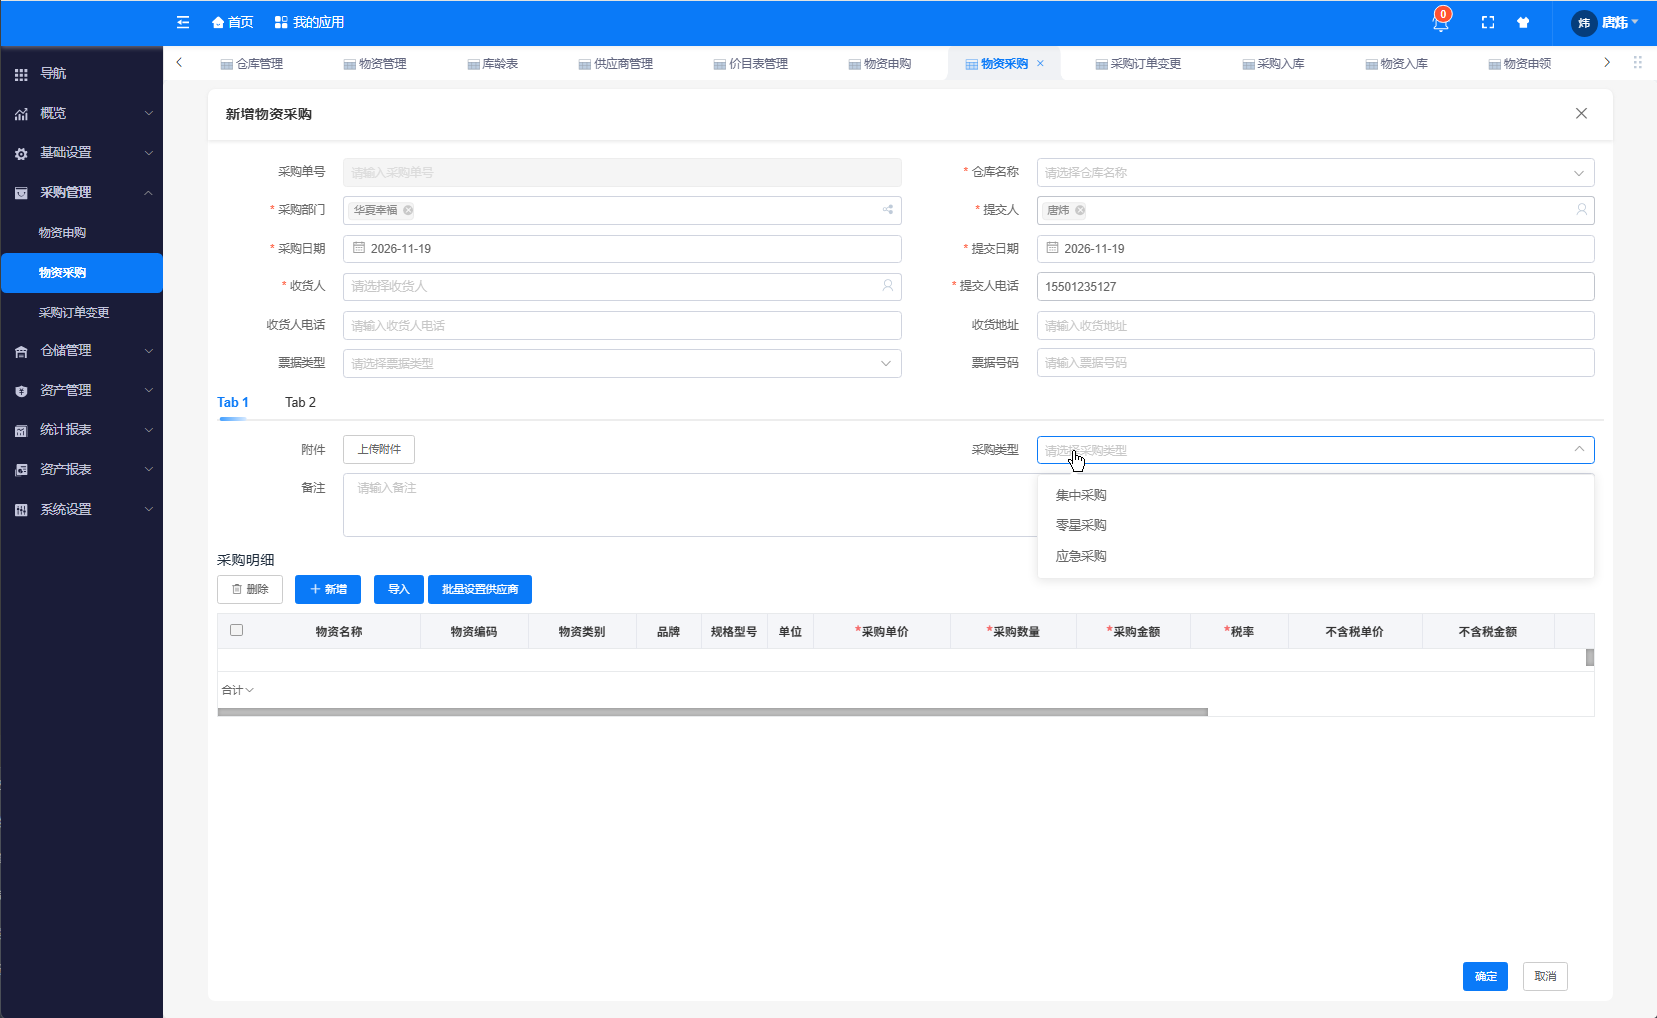 首页 我的应用 0 炜 唐炜
导航
概览
基础设置
采购管理
物资申购
物资采购
采购订单变更
仓储管理
资产管理
统计报表
资产报表
系统设置
仓库管理 物资管理 库龄表 供应商管理 价目表管理 物资申购 物资采购 采购订单变更 采购入库 物资入库 物资申领
新增物资采购
采购单号 请输入采购单号 * 仓库名称 请选择仓库名称
* 采购部门 华夏幸福 * 提交人 唐炜
* 采购日期 2026-11-19 * 提交日期 2026-11-19
* 收货人 请选择收货人 * 提交人电话 15501235127
收货人电话 请输入收货人电话 收货地址 请输入收货地址
票据类型 请选择票据类型 票据号码 请输入票据号码
Tab 1 Tab 2
附件 上传附件 采购类型 请选择采购类型
备注 请输入备注
集中采购
零星采购
应急采购
采购明细
删除 新增 导入 批量设置供应商
物资名称 物资编码 物资类别 品牌 规格型号 单位 *采购单价 *采购数量 *采购金额 *税率 不含税单价 不含税金额
合计
确定 取消